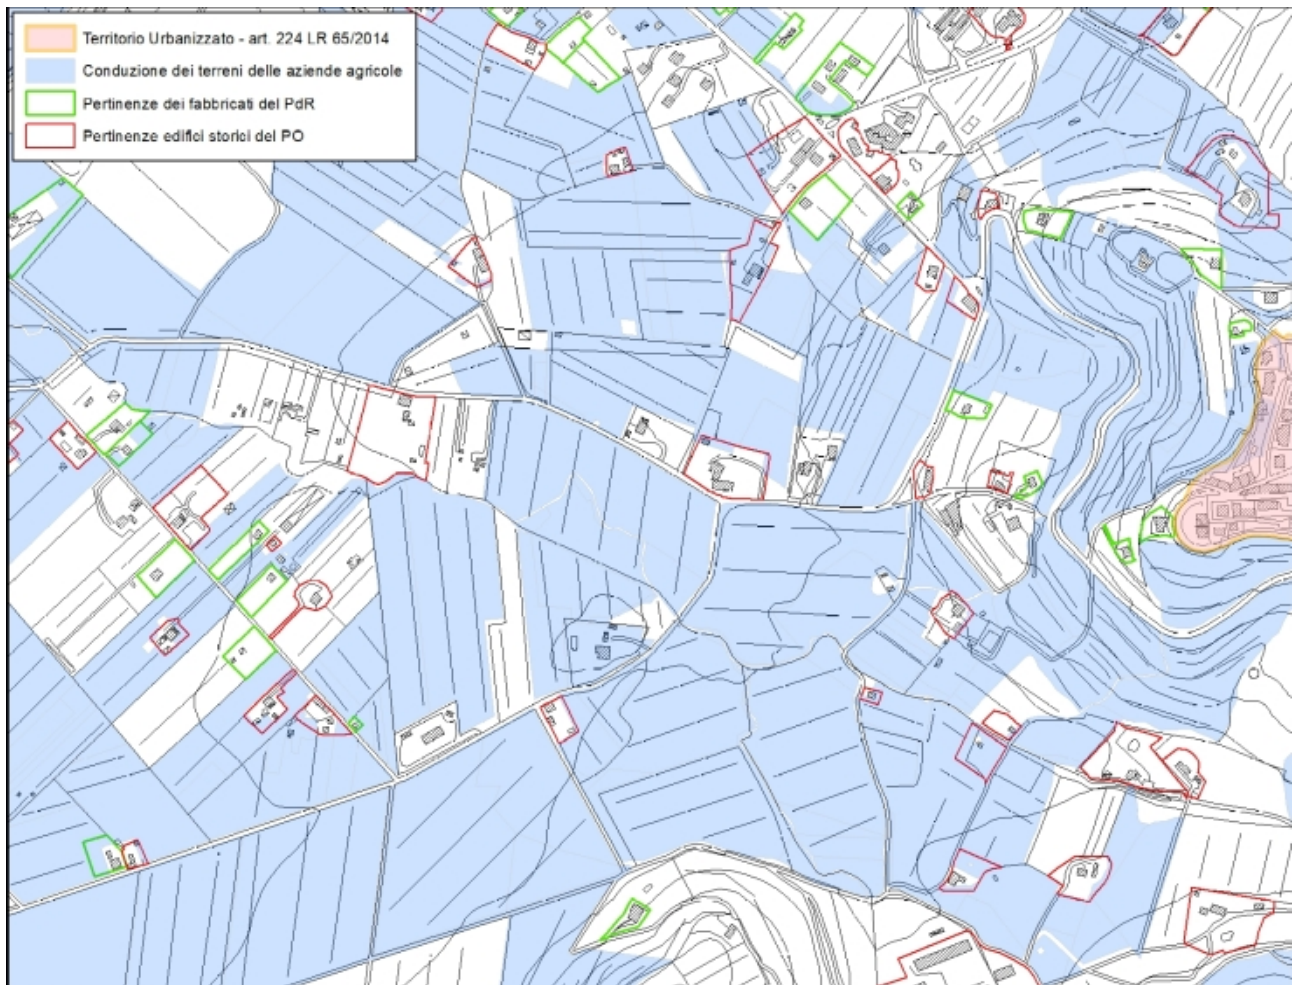 Territorio Urbanizzato - art. 224 LR 65/2014
Conduzione dei terreni delle aziende agricole
Pertinenze dei fabbricati del PdR
Pertinenze edifici storici del PO